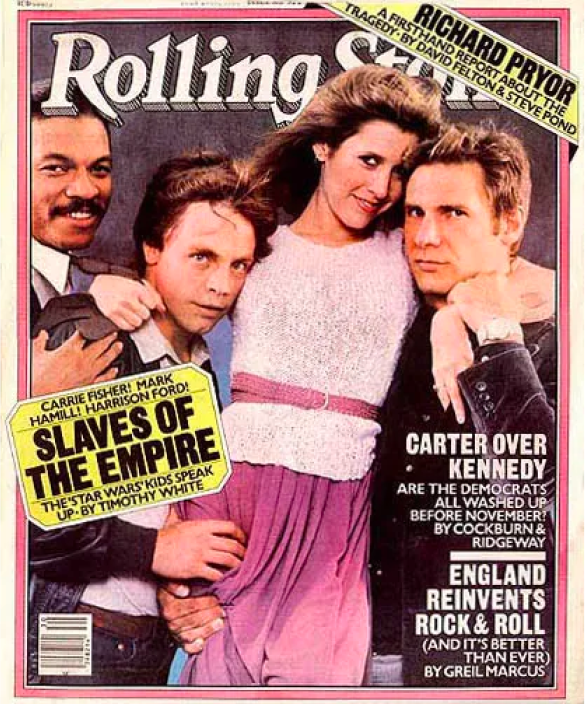 Rolling
RICHARD PRYOR
A FIRSTHAND REPORT ABOUT THE
TRAGEDY·BY DAVID FELTON & STEVE POND
CARRIE FISHER! MARK
HAMILL! HARRISON FORD!
SLAVES OF
THE EMPIRE
THE 'STAR WARS' KIDS SPEAK
UP·BY TIMOTHY WHITE
CARTER OVER
KENNEDY
ARE THE DEMOCRATS
ALL WASHED UP
BEFORE NOVEMBER?
BY COCKBURN &
RIDGEWAY
ENGLAND
REINVENTS
ROCK & ROLL
(AND IT'S BETTER
THAN EVER)
BY GREIL MARCUS